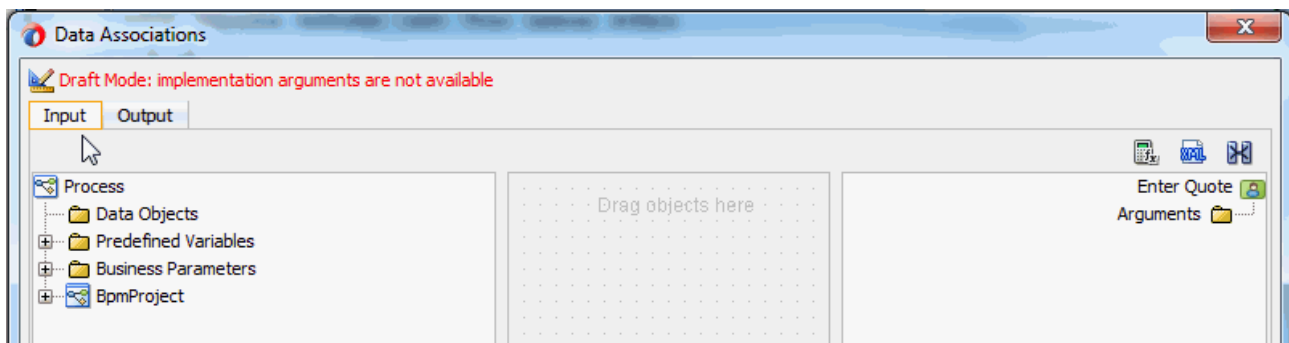 Data Associations
Draft Mode: implementation arguments are not available
Input Output
Process
Data Objects
Predefined Variables
Business Parameters
BpmProject
Drag objects here
Enter Quote
Arguments